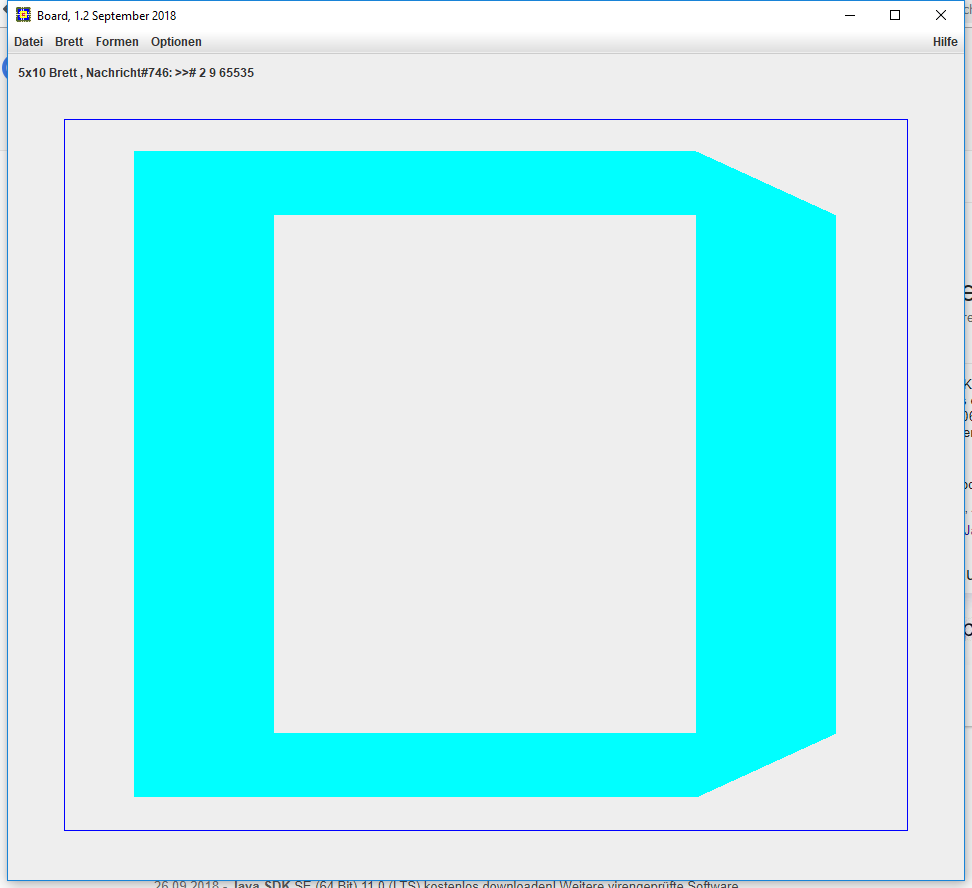 Board, 1.2 September 2018
Datei Brett Formen Optionen Hilfe
5x10 Brett , Nachricht#746: >># 2 9 65535
26.09.2018 - Java SDK SE (64 Bit) 11.0 (LTS) kostenlos downloaden! Weitere virengeprüfte Software